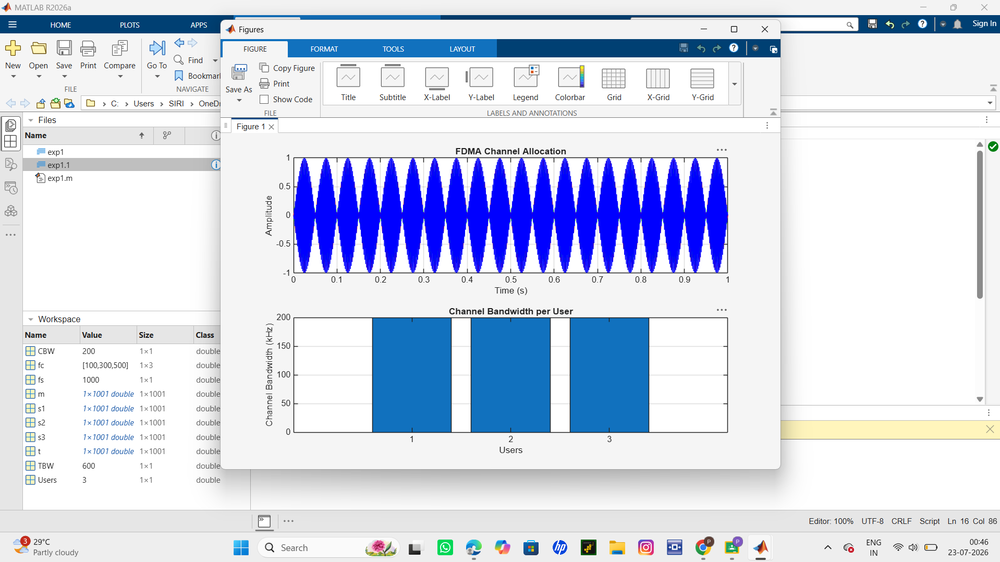 MATLAB R2026a
HOME PLOTS APPS
Sign In
New Open Save Print Compare Go To Find
Bookmar
FILE NAVIGATE
C: Users SIRI OneDr
Files
Name
exp1
exp1.1
exp1.m
Workspace
Name Value Size Class
CBW 200 1×1 double
fc [100,300,500] 1×3 double
fs 1000 1×1 double
m 1×1001 double 1×1001 double
s1 1×1001 double 1×1001 double
s2 1×1001 double 1×1001 double
s3 1×1001 double 1×1001 double
t 1×1001 double 1×1001 double
TBW 600 1×1 double
Users 3 1×1 double
Figures
FIGURE FORMAT TOOLS LAYOUT
Save As
Copy Figure
Print
Show Code
Title Subtitle X-Label Y-Label Legend Colorbar Grid X-Grid Y-Grid
FILE LABELS AND ANNOTATIONS
Figure 1
FDMA Channel Allocation
Amplitude
1
0.5
0
-0.5
-1
0 0.1 0.2 0.3 0.4 0.5 0.6 0.7 0.8 0.9 1
Time (s)
Channel Bandwidth per User
Channel Bandwidth (kHz)
200
150
100
50
0
1 2 3
Users
Editor: 100% UTF-8 CRLF Script Ln 16 Col 86
3
29°C
Partly cloudy
Search
ENG
IN
00:46
23-07-2026